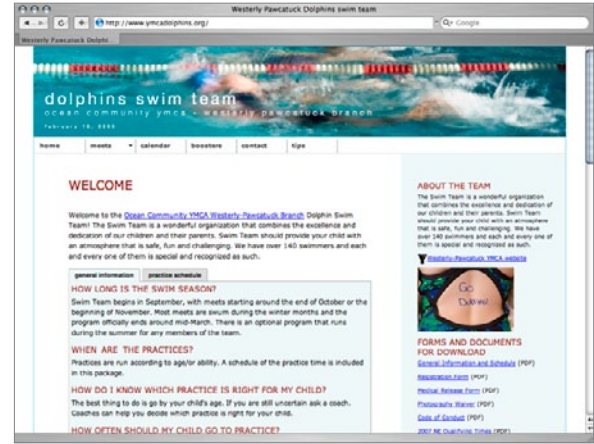 Westerly Pawcatuck Dolphins swim team
http://www.ymcadolphins.org/
Google
Westerly Pawcatuck Dolphi...
dolphins swim team
ocean community ymca - westerly pawcatuck branch
home meets calendar boosters contact tips
WELCOME
Welcome to the Ocean Community YMCA Westerly-Pawcatuck Branch Dolphin Swim
Team! The Swim Team is a wonderful organization that combines the excellence and
dedication of our children and their parents. Swim Team should provide your child with
an atmosphere that is safe, fun and challenging. We have over 140 swimmers and each
and every one of them is special and recognized as such.
general information practice schedule
HOW LONG IS THE SWIM SEASON?
Swim Team begins in September, with meets starting around the end of October or the
beginning of November. Most meets are swum during the winter months and the
program officially ends around mid-March. There is an optional program that runs
during the summer for any members of the team.
WHEN ARE THE PRACTICES?
Practices are run according to age/or ability. A schedule of the practice time is included
in this package.
HOW DO I KNOW WHICH PRACTICE IS RIGHT FOR MY CHILD?
The best thing to do is go by your child's age. If you are still uncertain ask a coach.
Coaches can help you decide which practice is right for your child.
HOW OFTEN SHOULD MY CHILD GO TO PRACTICE?
ABOUT THE TEAM
The Swim Team is a wonderful organization
that combines the excellence and dedication of
our children and their parents. Swim Team
should provide your child with an atmosphere
that is safe, fun and challenging. We have
over 140 swimmers and each and every one of
them is special and recognized as such.
Westerly-Pawcatuck YMCA website
Go
FORMS AND DOCUMENTS
FOR DOWNLOAD
General Information and Schedule (PDF)
Registration Form (PDF)
Medical Release Form (PDF)
Photography Waiver (PDF)
Code of Conduct (PDF)
2007 NE Qualifying Times (PDF)